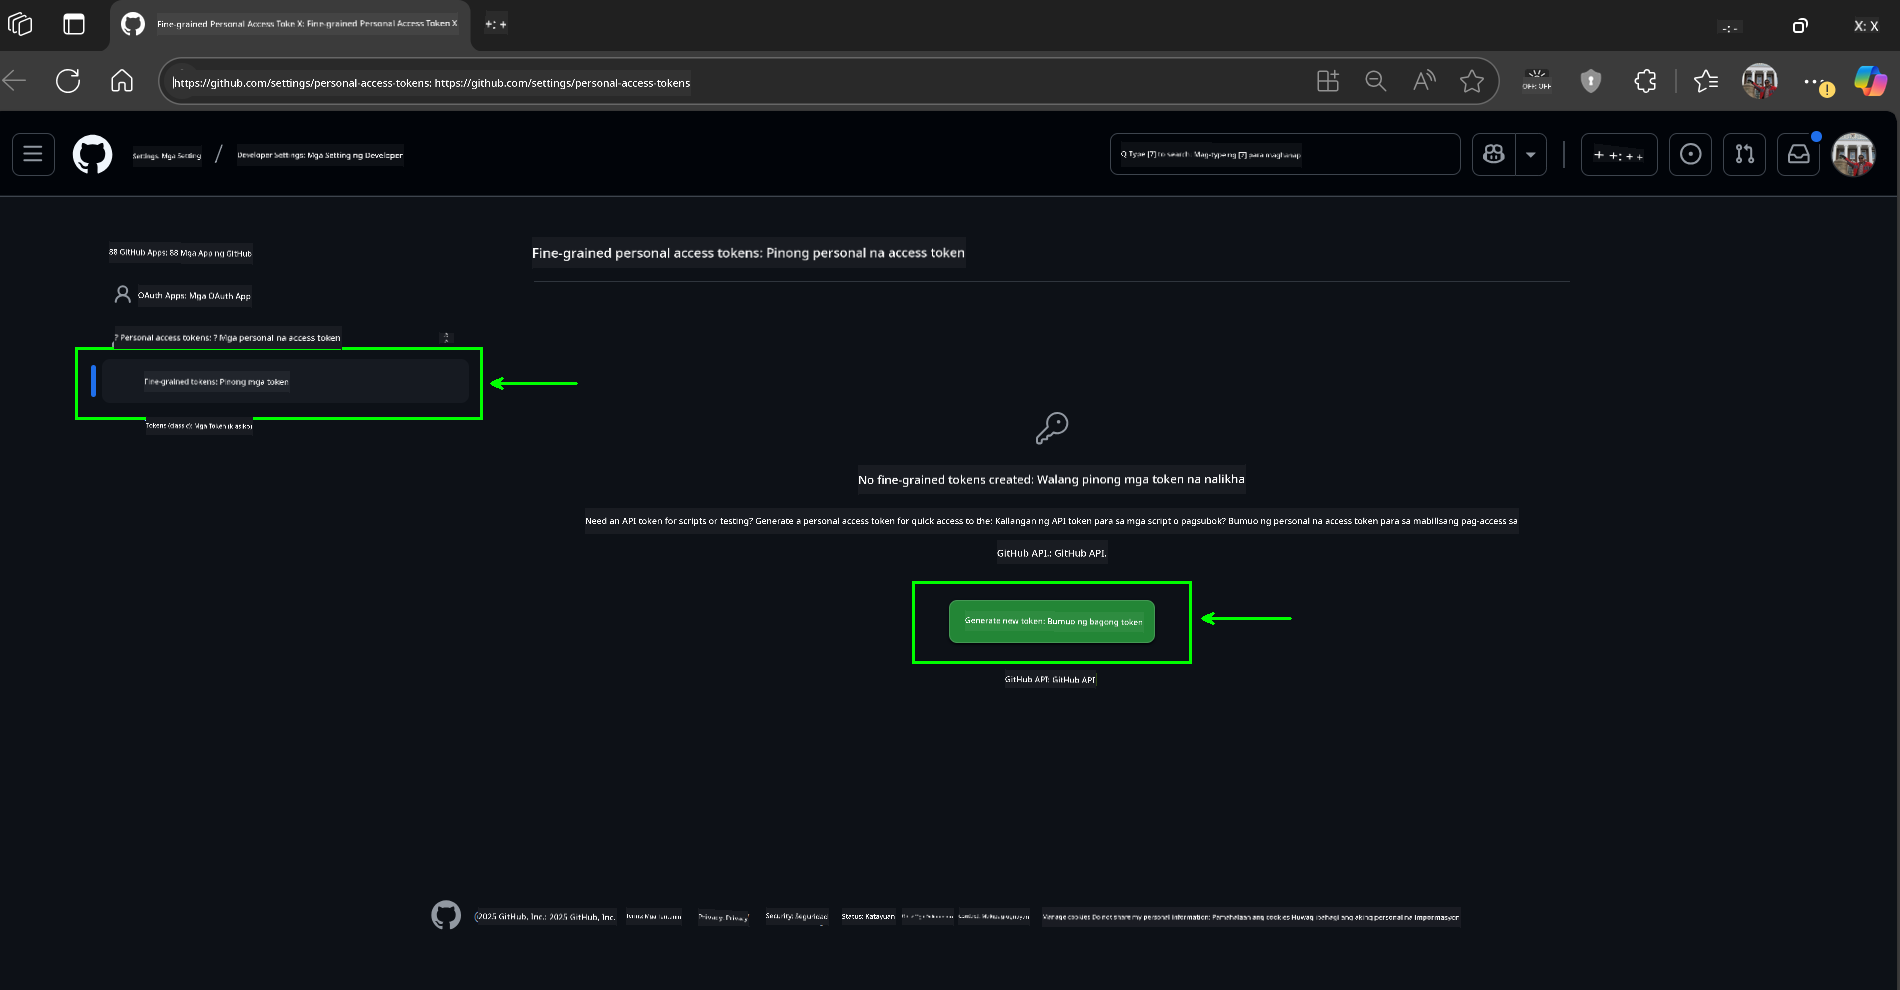 Fine-grained Personal Access Toke X: Fine-grained Personal Access Token X
+: +
-: -
X: X
https://github.com/settings/personal-access-tokens: https://github.com/settings/personal-access-tokens
OFF: OFF
Settings: Mga Setting / Developer Settings: Mga Setting ng Developer
Q Type [7] to search: Mag-type ng [7] para maghanap
+ +: + +
88 GitHub Apps: 88 Mga App ng GitHub
OAuth Apps: Mga OAuth App
? Personal access tokens: ? Mga personal na access token
Fine-grained tokens: Pinong mga token
Tokens (classic): Mga Token (klasiko)
Fine-grained personal access tokens: Pinong personal na access token
No fine-grained tokens created: Walang pinong mga token na nalikha
Need an API token for scripts or testing? Generate a personal access token for quick access to the: Kailangan ng API token para sa mga script o pagsubok? Bumuo ng personal na access token para sa mabilisang pag-access sa
GitHub API.: GitHub API.
Generate new token: Bumuo ng bagong token
GitHub API: GitHub API
2025 GitHub, Inc.: 2025 GitHub, Inc.
Privacy: Privacy
Security: Seguridad
Status: Katayuan
Manage cookies Do not share my personal information: Pamahalaan ang cookies Huwag ibahagi ang aking personal na impormasyon